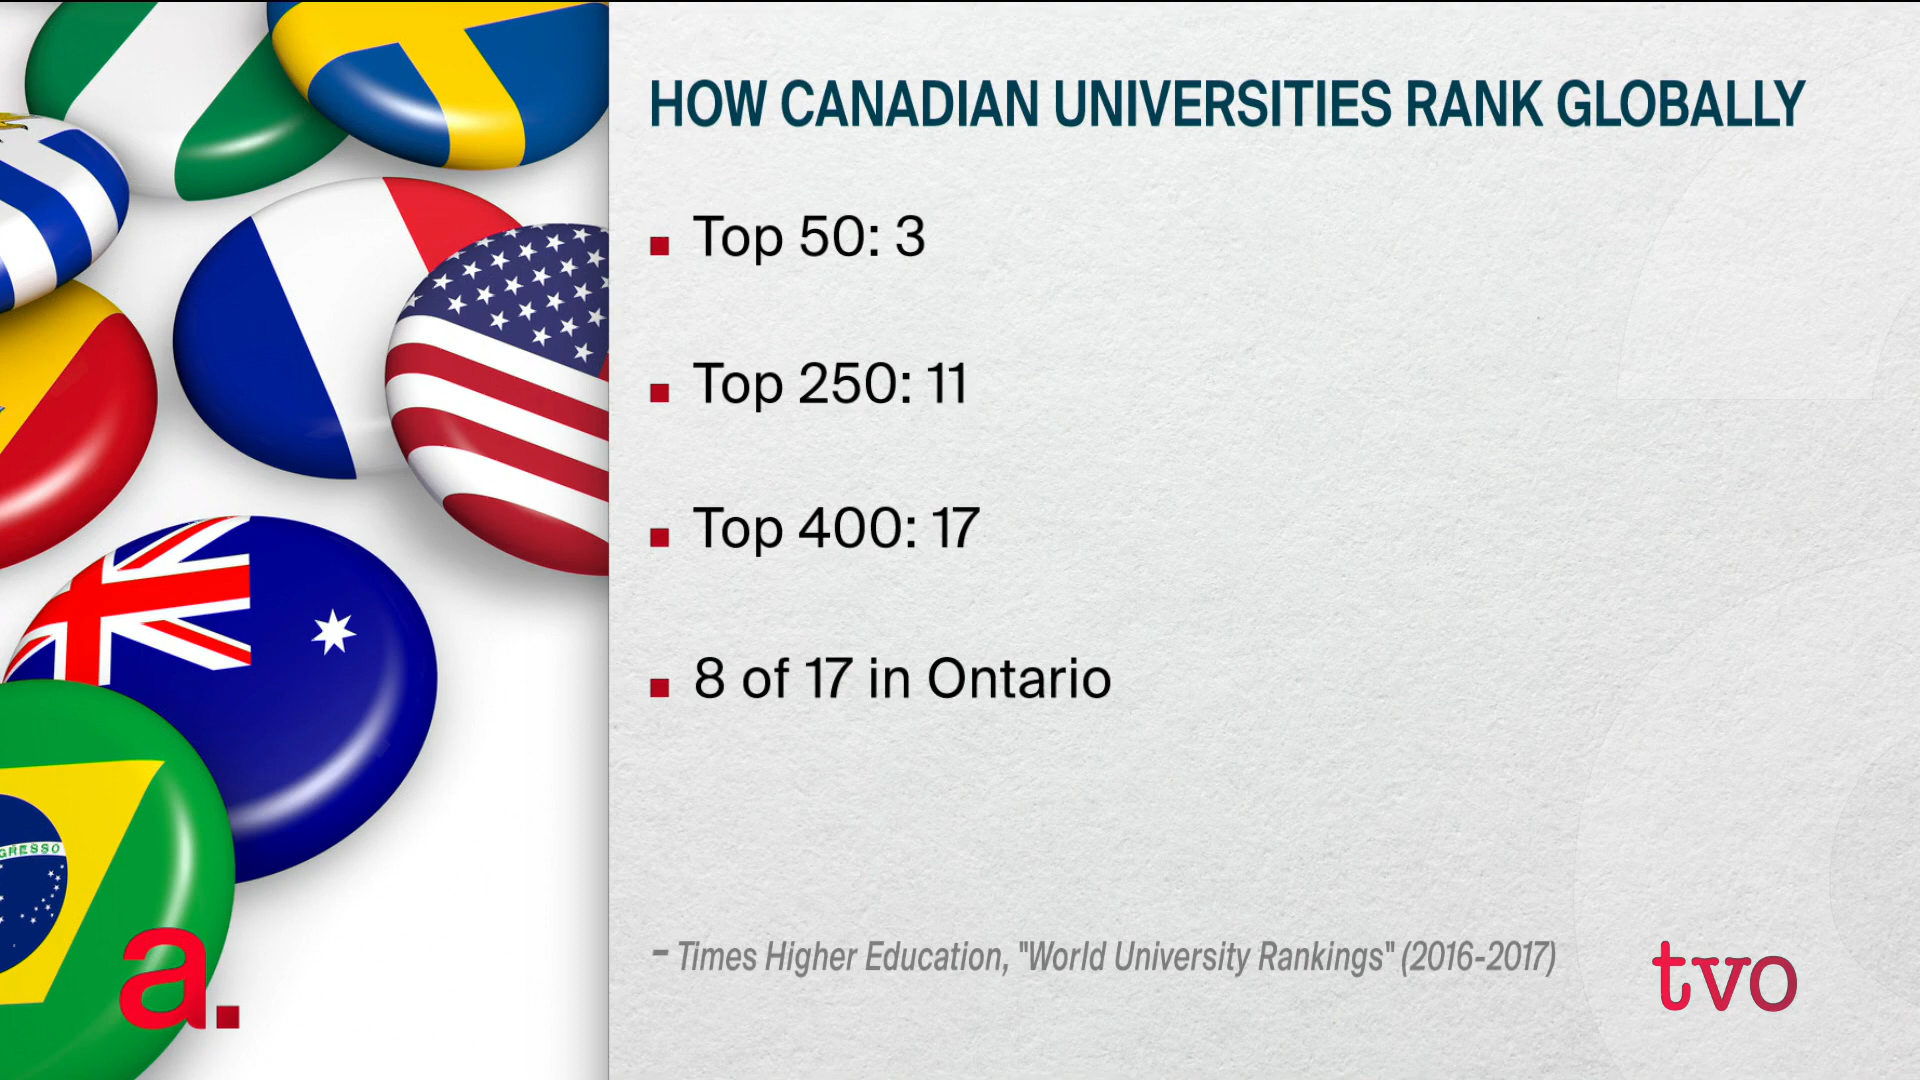 HOW CANADIAN UNIVERSITIES RANK GLOBALLY
Top 50: 3
Top 250: 11
Top 400: 17
8 of 17 in Ontario
– Times Higher Education, "World University Rankings" (2016-2017)
GRESSO
a.
tvo